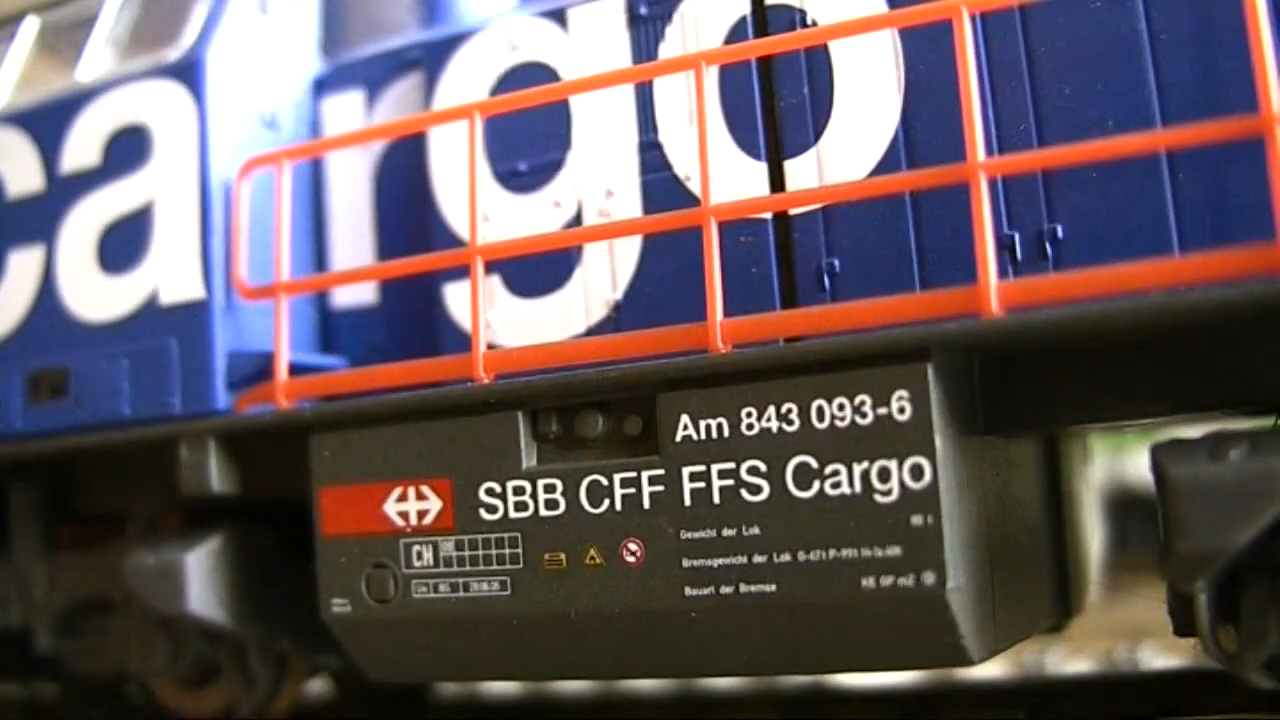 cargo
Am 843 093-6
SBB CFF FFS Cargo
Gewicht der Lok
Bremsgewicht der Lok
Bauart der Bremse
CH